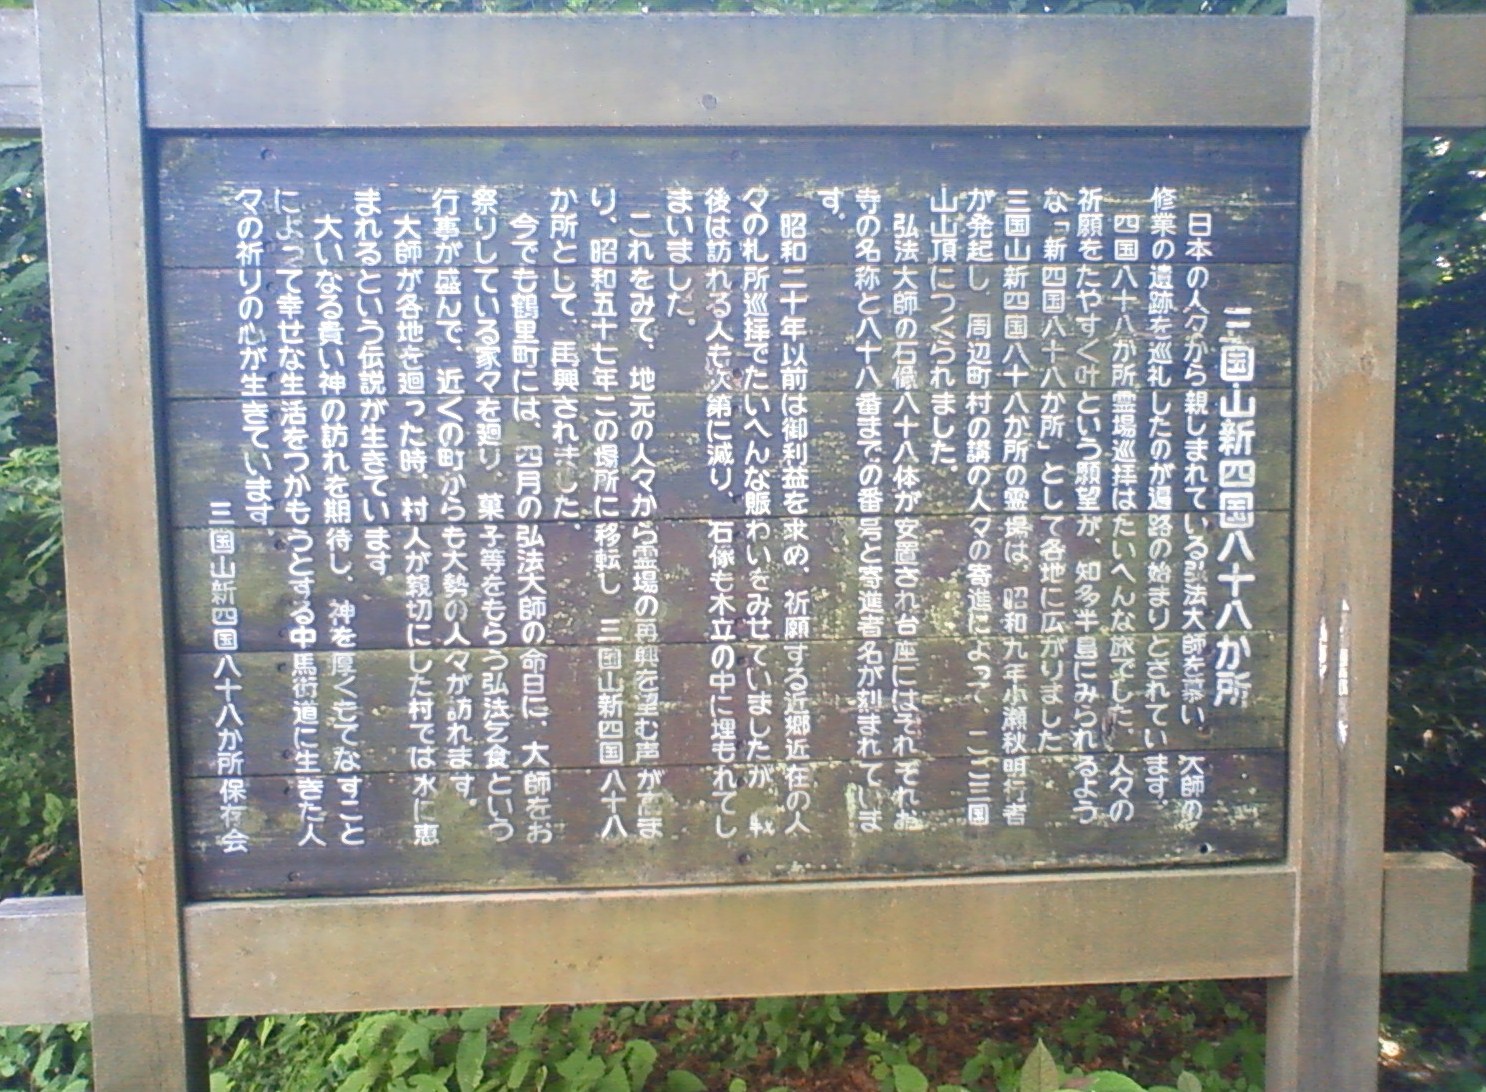 三国山新四国八十八か所
日本の人々から親しまれている弘法大師を慕い、大師の
修業の遺跡を巡礼したのが遍路の始まりとされています。
四国八十八か所霊場巡拝はたいへんな旅でした、人々の
祈願をたやすく叶という願望が、知多半島にみられるよう
な「新四国八十八か所」として各地に広がりました
三国山新四国八十八か所の霊場は、昭和九年小瀬秋明行者
が発起し、周辺町村の講の人々の寄進によって、ここ三国
山山頂につくられました。
弘法大師の石像八十八体が安置され台座にはそれぞれお
寺の名称と八十八番までの番号と寄進者名が刻まれていま
す。
昭和二十年以前は御利益を求め、祈願する近郷近在の人
々の札所巡拝でたいへんな賑わいをみせていましたが
後は訪れる人も次第に減り、石像も木立の中に埋もれてし
まいました。
これをみて、地元の人々から霊場の再興を望む声が高ま
り、昭和五十七年この場所に移転し 三国山新四国八十八
か所として、再興されました。
今でも鶴里町には、四月の弘法大師の命日に、大師をお
祭りしている家々を廻り、菓子等をもらう弘法乞食という
行事が盛んで、近くの町からも大勢の人々が訪れます。
大師が各地を廻った時、村人が親切にした村では水に恵
まれるという伝説が生きています。
大いなる貴い神の訪れを期待し、神を厚くもてなすこと
によって幸せな生活をつかもうとする中馬街道に生きた人
々の祈りの心が生きています。
三国山新四国八十八か所保存会